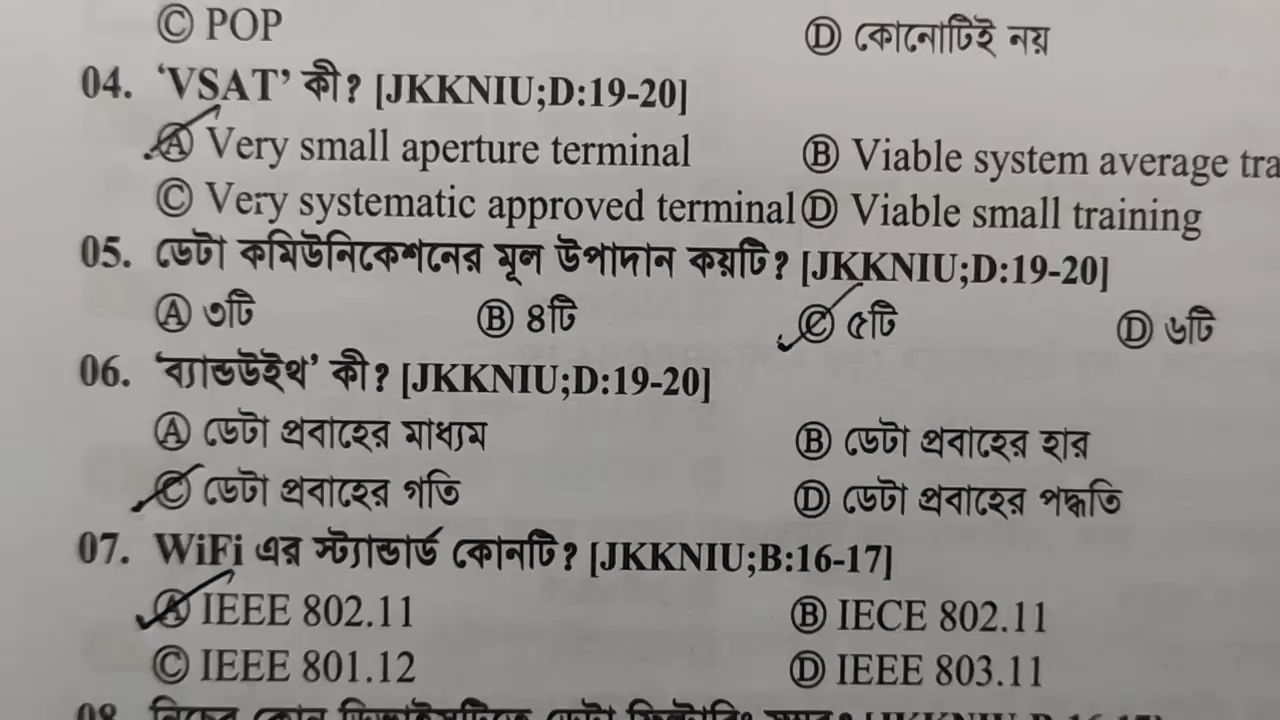 Ⓒ POP Ⓓ কোনোটিই নয়
04. ‘VSAT’ কী? [JKKNIU;D:19-20]
Ⓐ Very small aperture terminal Ⓑ Viable system average tra
Ⓒ Very systematic approved terminal Ⓓ Viable small training
05. ডেটা কমিউনিকেশনের মূল উপাদান কয়টি? [JKKNIU;D:19-20]
Ⓐ ৩টি Ⓑ ৪টি Ⓒ ৫টি Ⓓ ৬টি
06. ‘ব্যান্ডউইথ’ কী? [JKKNIU;D:19-20]
Ⓐ ডেটা প্রবাহের মাধ্যম Ⓑ ডেটা প্রবাহের হার
Ⓒ ডেটা প্রবাহের গতি Ⓓ ডেটা প্রবাহের পদ্ধতি
07. WiFi এর স্ট্যান্ডার্ড কোনটি? [JKKNIU;B:16-17]
Ⓐ IEEE 802.11 Ⓑ IECE 802.11
Ⓒ IEEE 801.12 Ⓓ IEEE 803.11
08.